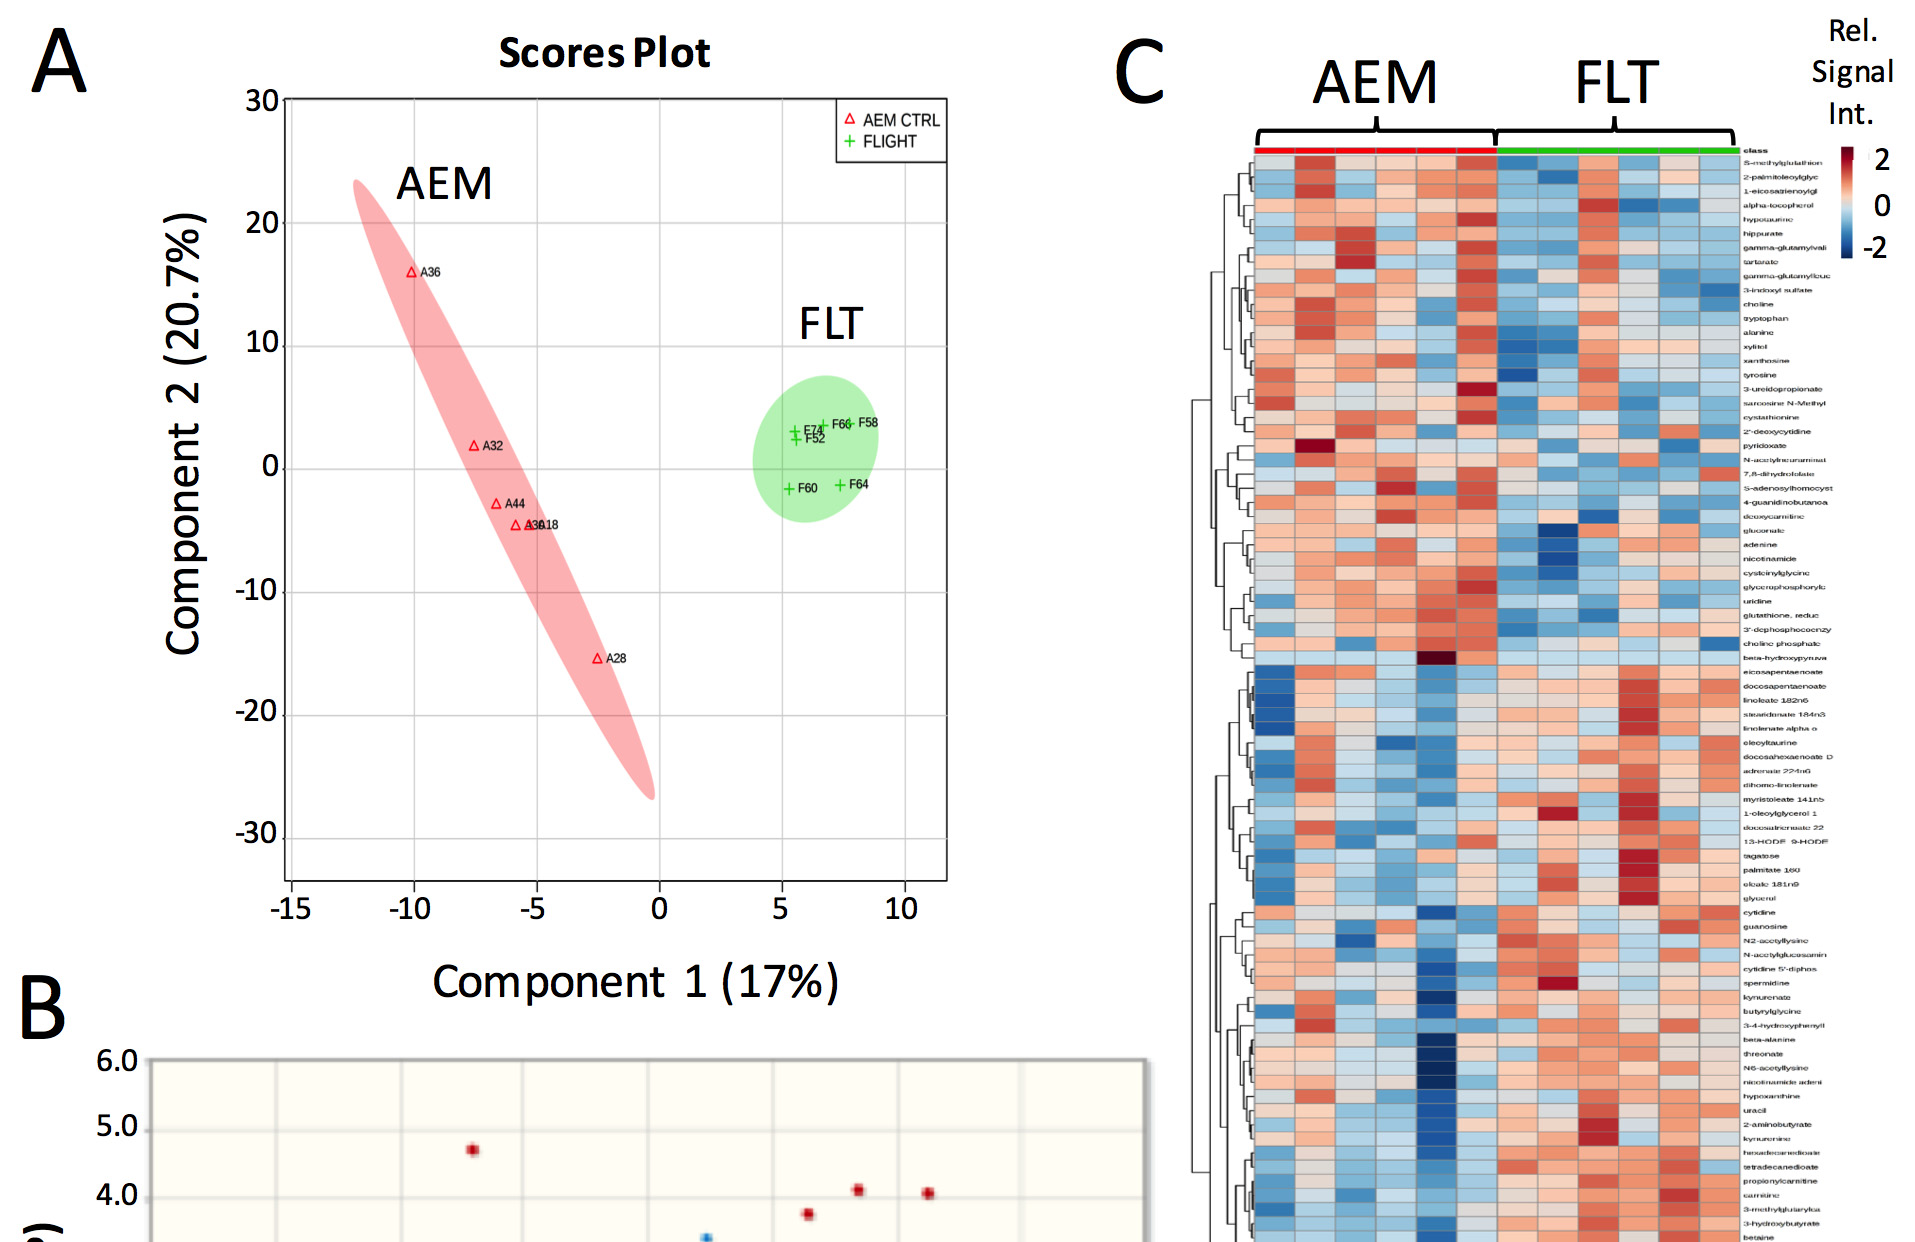 A
Scores Plot
30
20
10
0
-10
-20
-30
-15
-10
-5
0
5
10
Component 2 (20.7%)
Component 1 (17%)
AEM CTRL
FLIGHT
AEM
FLT
A36
A32
A44
A18
A28
F58
F52
F60
F64
B
6.0
5.0
4.0
C
AEM
FLT
Rel.
Signal
Int.
2
0
-2
class
S-methylglutathion
2-palmitoleoylglyc
1-eicosatrienoylgl
alpha-tocopherol
hypotaurine
hippurate
gamma-glutamylvali
tartarate
gamma-glutamylleuc
3-indoxyl sulfate
choline
tryptophan
alanine
xylitol
xanthosine
tyrosine
3-ureidopropionate
sarcosine N-Methyl
cystathionine
2'-deoxycytidine
pyridoxate
N-acetylneuraminat
7,8-dihydrofolate
S-adenosylhomocyst
4-guanidinobutanoa
deoxycarnitine
gluconate
adenine
nicotinamide
cysteinylglycine
glycerophosphorylc
uridine
glutathione, reduc
3'-dephosphocoenzy
choline phosphate
beta-hydroxypyruva
eicosapentaenoate
docosapentaenoate
linoleate 182n6
stearidonate 184n3
linolenate alpha o
oleoyltaurine
docosahexaenoate D
adrenate 224n6
dihomo-linolenate
myristoleate 141n5
1-oleoylglycerol 1
docosatrienoate 22
13-HODE 9-HODE
tagatose
palmitate 160
oleate 181n9
glycerol
cytidine
guanosine
N2-acetyllysine
N-acetylglucosamin
cytidine 5'-diphos
spermidine
kynurenate
butyrylglycine
3-4-hydroxyphenyll
beta-alanine
threonate
N6-acetyllysine
nicotinamide adeni
hypoxanthine
uracil
2-aminobutyrate
kynurenine
hexadecanedioate
tetradecanedioate
propionylcarnitine
carnitine
3-methylglutarylca
3-hydroxybutyrate
betaine